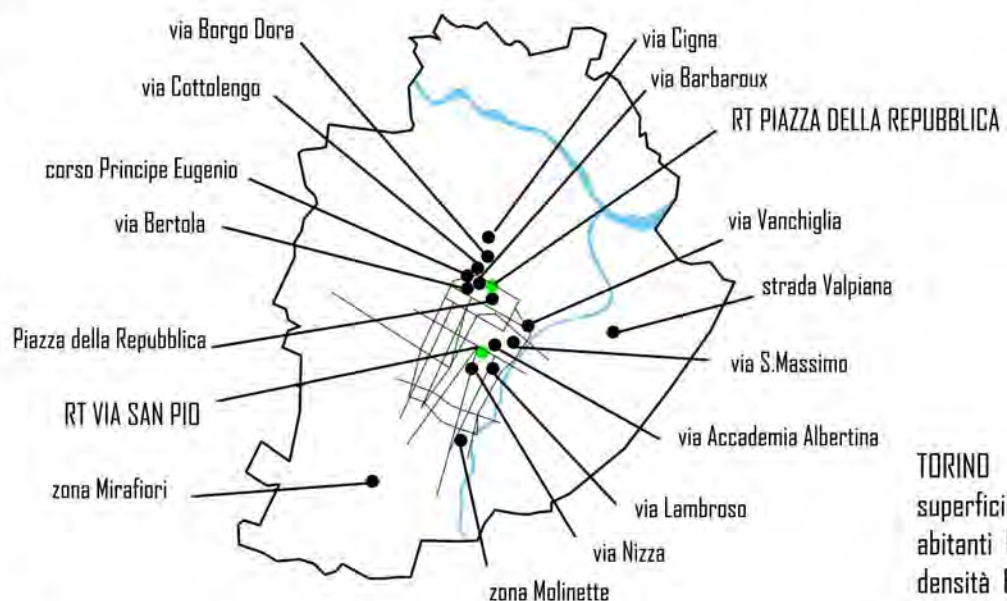 via Borgo Dora
via Cigna
via Cottolengo
via Barbaroux
RT PIAZZA DELLA REPUBBLICA
corso Principe Eugenio
via Bertola
via Vanchiglia
strada Valpiana
Piazza della Repubblica
via S.Massimo
RT VIA SAN PIO
via Accademia Albertina
zona Mirafiori
via Lambroso
via Nizza
zona Molinette
TORINO
superfici
abitanti
densità